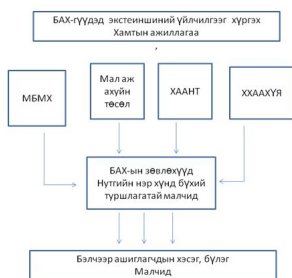 БАХ-гүүдэд экстеншиний үйлчилгээг хүргэх
Хамтын ажиллагаа
,
МБМХ
Мал аж
ахуйн
төсөл
ХААНТ
ХХААХҮЯ
БАХ-ын зөвлөхүүд
Нутгийн нэр хүнд бүхий
туршлагатай малчид
Бэлчээр ашиглагчдын хэсэг, бүлэг
Малчид